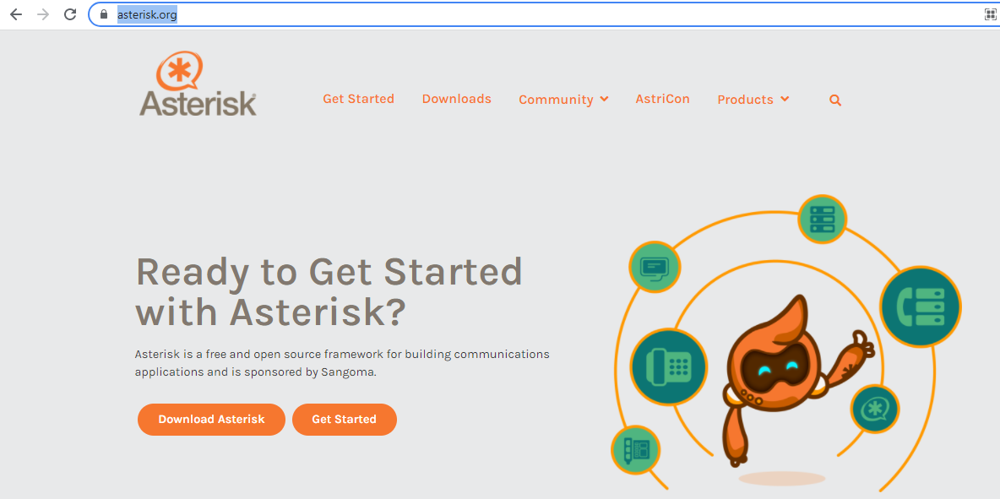 asterisk.org
Asterisk
Get Started
Downloads
Community
AstriCon
Products
Ready to Get Started
with Asterisk?
Asterisk is a free and open source framework for building communications
applications and is sponsored by Sangoma.
Download Asterisk
Get Started